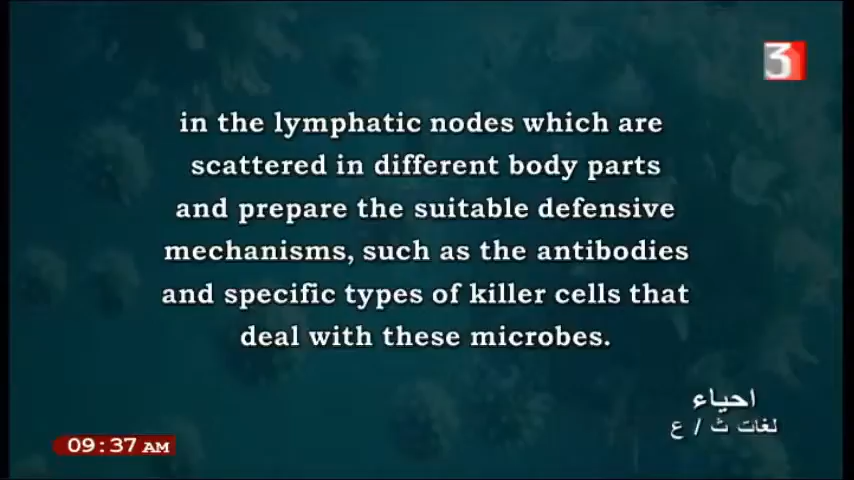 3
in the lymphatic nodes which are
scattered in different body parts
and prepare the suitable defensive
mechanisms, such as the antibodies
and specific types of killer cells that
deal with these microbes.
احياء
لغات ث / ع
09:37 AM